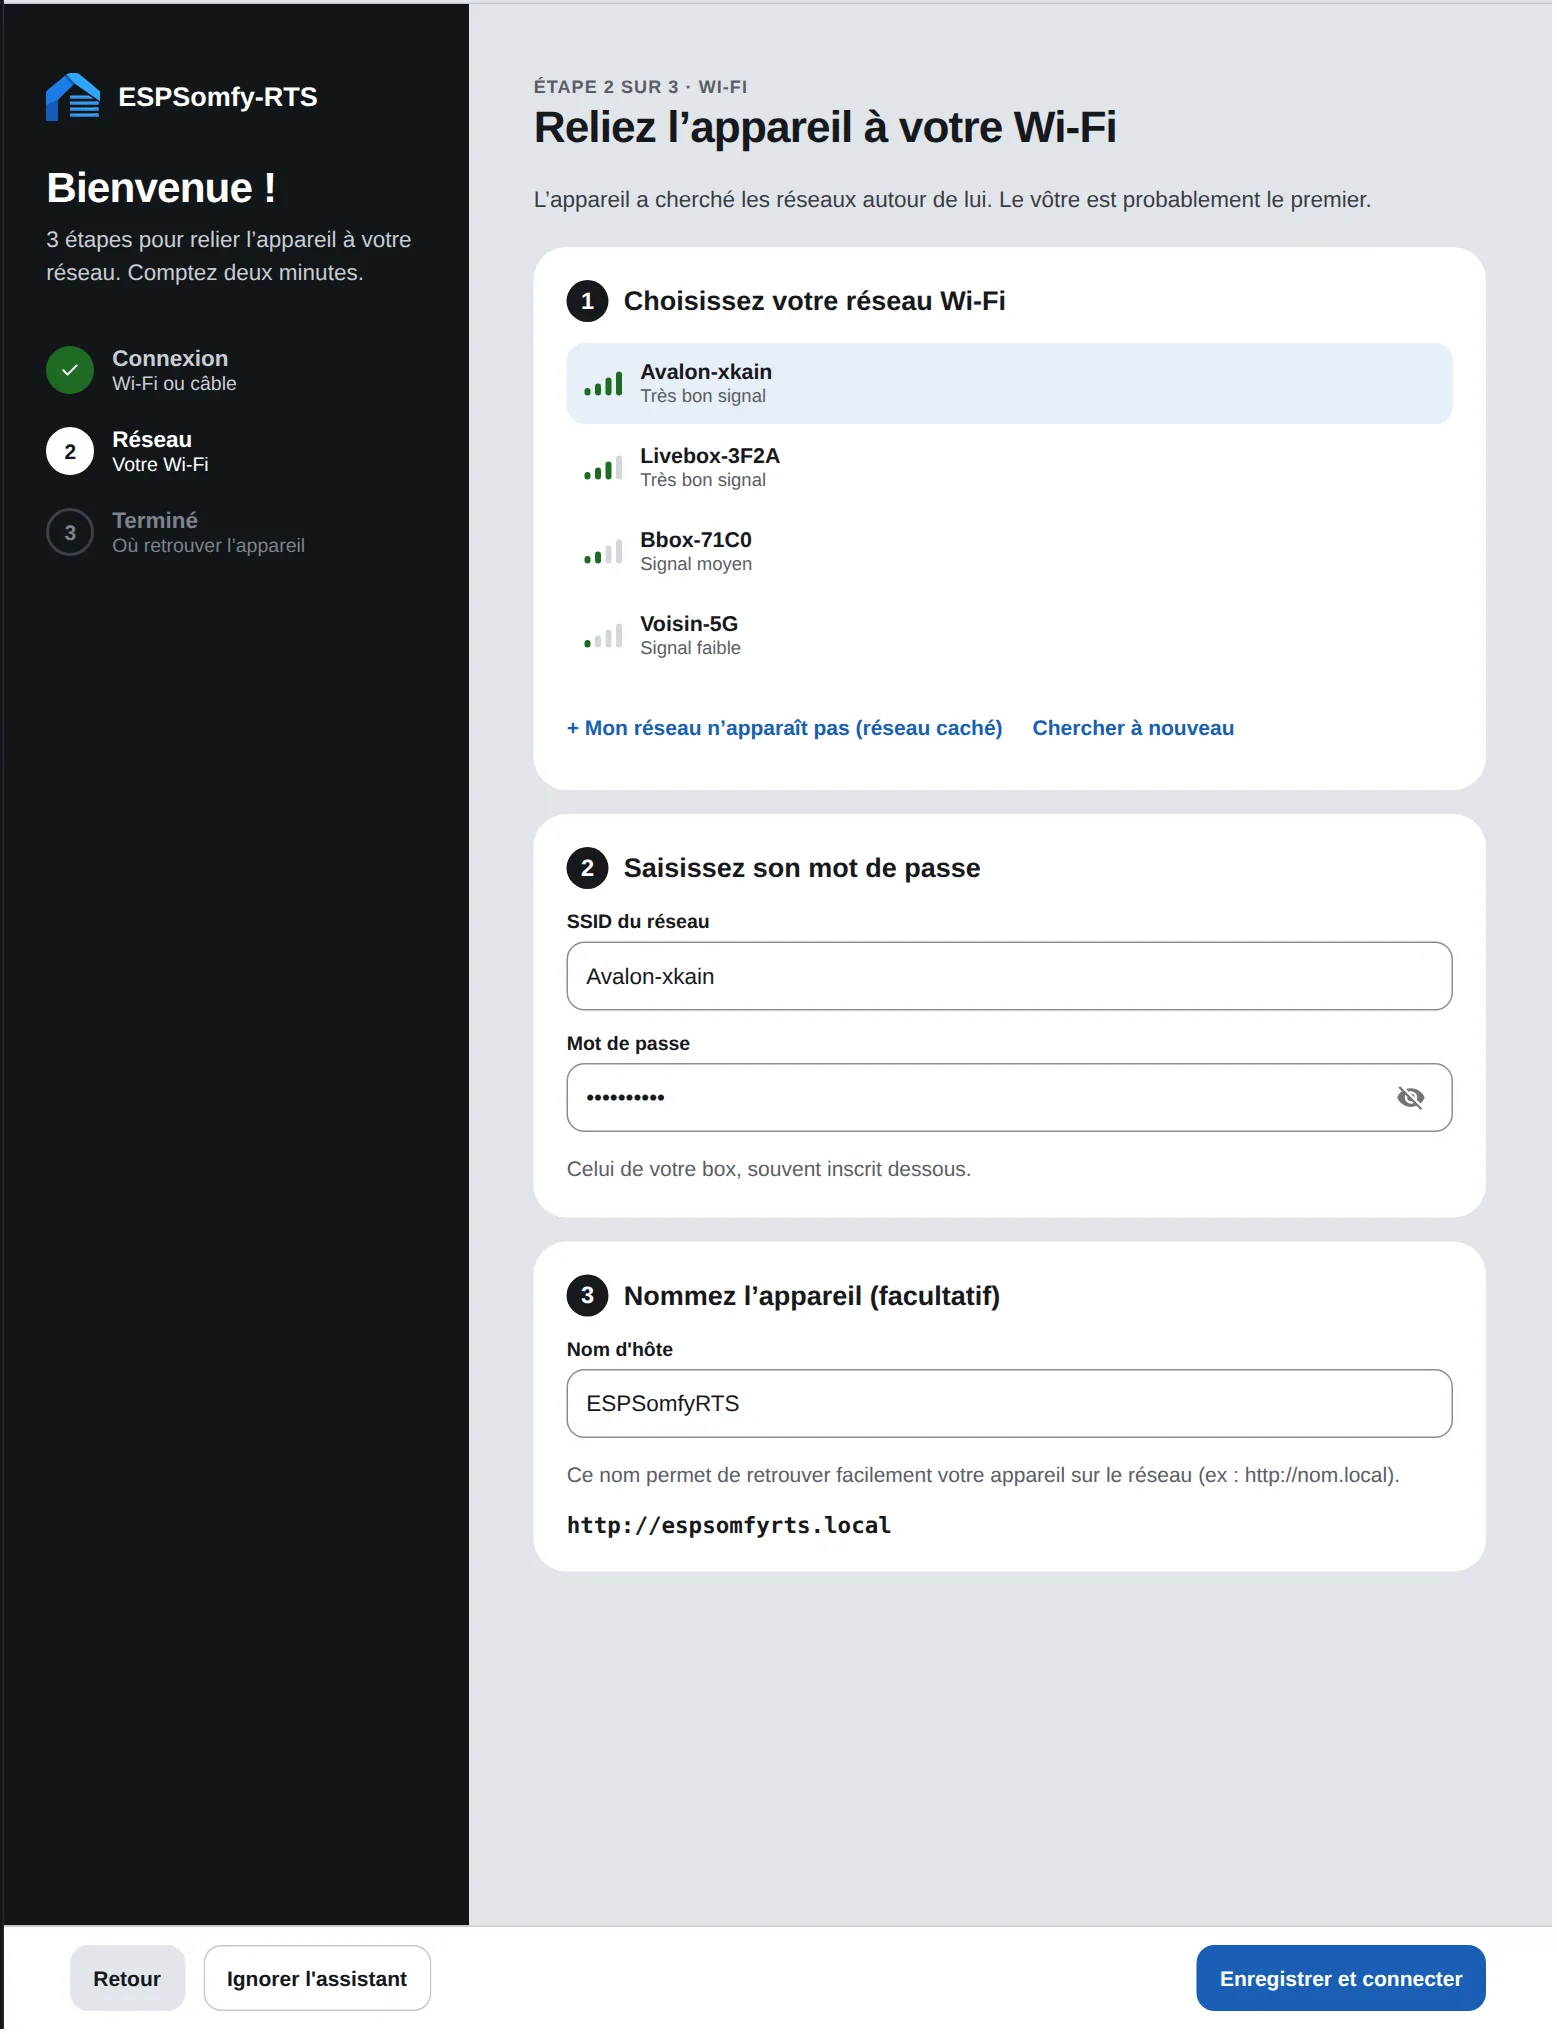 ESPSomfy-RTS
Bienvenue !
3 étapes pour relier l’appareil à votre
réseau. Comptez deux minutes.
Connexion
Wi-Fi ou câble
2
Réseau
Votre Wi-Fi
3
Terminé
Où retrouver l’appareil
ÉTAPE 2 SUR 3 · WI-FI
Reliez l’appareil à votre Wi-Fi
L’appareil a cherché les réseaux autour de lui. Le vôtre est probablement le premier.
1 Choisissez votre réseau Wi-Fi
Avalon-xkain
Très bon signal
Livebox-3F2A
Très bon signal
Bbox-71C0
Signal moyen
Voisin-5G
Signal faible
+ Mon réseau n’apparaît pas (réseau caché) Chercher à nouveau
2 Saisissez son mot de passe
SSID du réseau
Avalon-xkain
Mot de passe
••••••••••
Celui de votre box, souvent inscrit dessous.
3 Nommez l’appareil (facultatif)
Nom d'hôte
ESPSomfyRTS
Ce nom permet de retrouver facilement votre appareil sur le réseau (ex : http://nom.local).
http://espsomfyrts.local
Retour Ignorer l'assistant Enregistrer et connecter